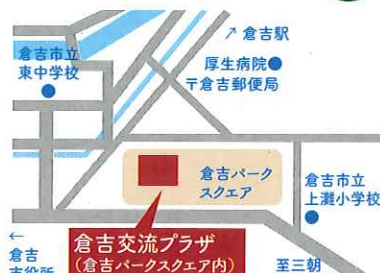 ↗ 倉吉駅
厚生病院
〒倉吉郵便局
倉吉市立
東中学校
倉吉パーク
スクエア
倉吉市立
上灘小学校
←
倉吉
市役所
倉吉交流プラザ
(倉吉パークスクエア内)
至三朝